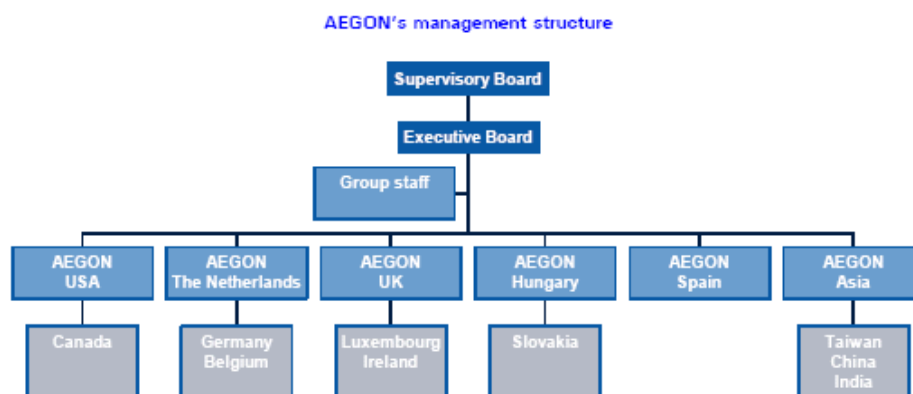 AEGON's management structure
Supervisory Board
Executive Board
Group staff
AEGON
USA
AEGON
The Netherlands
AEGON
UK
AEGON
Hungary
AEGON
Spain
AEGON
Asia
Canada
Germany
Belgium
Luxembourg
Ireland
Slovakia
Taiwan
China
India